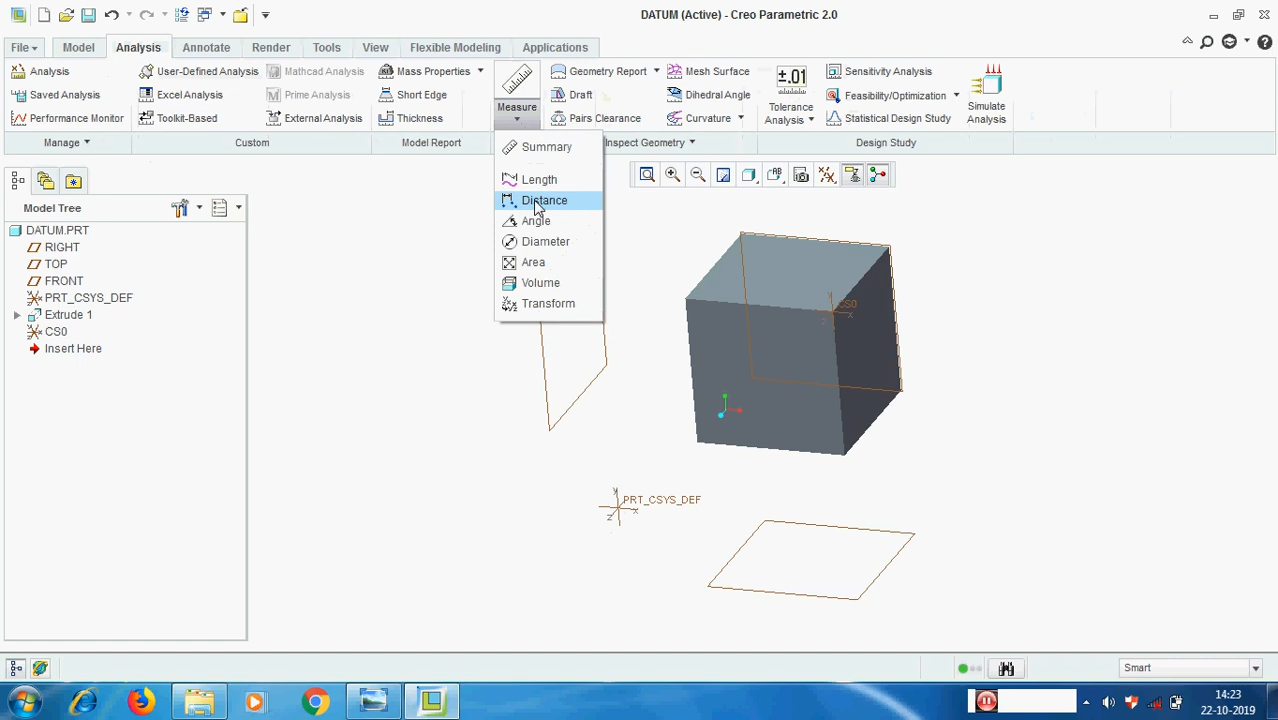 DATUM (Active) - Creo Parametric 2.0
File Model Analysis Annotate Render Tools View Flexible Modeling Applications
Analysis User-Defined Analysis Mathcad Analysis Mass Properties Geometry Report Mesh Surface Sensitivity Analysis
Saved Analysis Excel Analysis Prime Analysis Short Edge Measure Draft Dihedral Angle Tolerance Analysis Feasibility/Optimization Simulate Analysis
Performance Monitor Toolkit-Based External Analysis Thickness Pairs Clearance Curvature Statistical Design Study
Manage Custom Model Report Inspect Geometry Design Study
Summary
Length
Distance
Angle
Diameter
Area
Volume
Transform
Model Tree
DATUM.PRT
RIGHT
TOP
FRONT
PRT_CSYS_DEF
Extrude 1
CS0
Insert Here
CS0
x
z
y
PRT_CSYS_DEF
x
z
Smart
14:23
22-10-2019